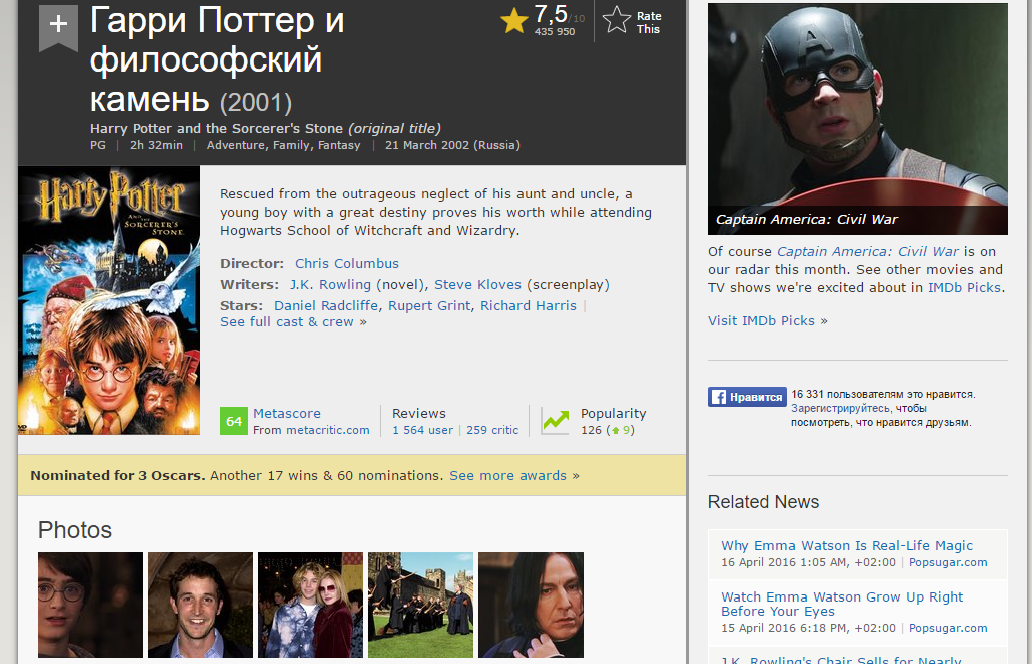 Гарри Поттер и
философский
камень (2001)
Harry Potter and the Sorcerer's Stone (original title)
PG | 2h 32min | Adventure, Family, Fantasy | 21 March 2002 (Russia)
7,5/10
435 950
Rate
This
Harry Potter
AND THE
SORCERER'S
STONE
Rescued from the outrageous neglect of his aunt and uncle, a
young boy with a great destiny proves his worth while attending
Hogwarts School of Witchcraft and Wizardry.
Director: Chris Columbus
Writers: J.K. Rowling (novel), Steve Kloves (screenplay)
Stars: Daniel Radcliffe, Rupert Grint, Richard Harris |
See full cast & crew »
64
Metascore
From metacritic.com
Reviews
1 564 user | 259 critic
Popularity
126 (9)
Nominated for 3 Oscars. Another 17 wins & 60 nominations. See more awards »
Photos
A
Captain America: Civil War
Of course Captain America: Civil War is on
our radar this month. See other movies and
TV shows we're excited about in IMDb Picks.
Visit IMDb Picks »
Нравится
16 331 пользователям это нравится.
Зарегистрируйтесь, чтобы
посмотреть, что нравится друзьям.
Related News
Why Emma Watson Is Real-Life Magic
16 April 2016 1:05 AM, +02:00 | Popsugar.com
Watch Emma Watson Grow Up Right
Before Your Eyes
15 April 2016 6:18 PM, +02:00 | Popsugar.com
J.K. Rowling's Chair Sells for Nearly